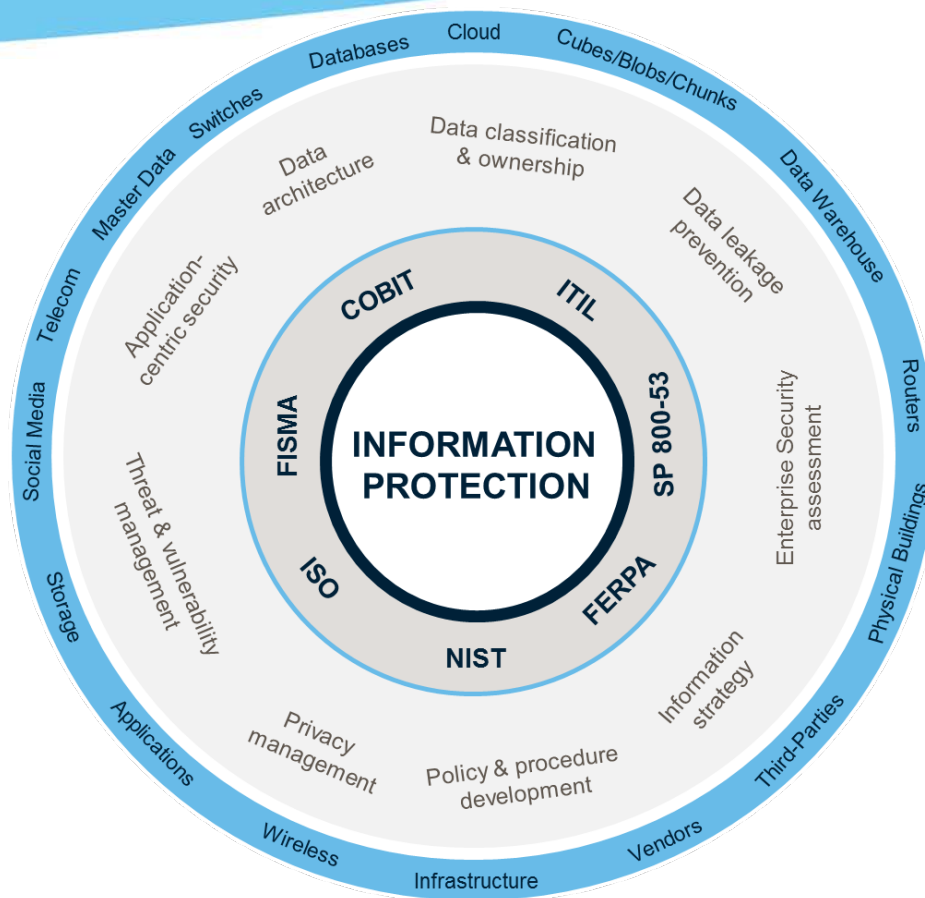 Cloud
Cubes/Blobs/Chunks
Data Warehouse
Routers
Physical Buildings
Third-Parties
Vendors
Infrastructure
Wireless
Applications
Storage
Social Media
Telecom
Master Data
Switches
Databases
Data classification
& ownership
Data leakage
prevention
Enterprise Security
assessment
Information
strategy
Policy & procedure
development
Privacy
management
Threat & vulnerability
management
Application-
centric security
Data
architecture
COBIT
ITIL
SP 800-53
FERPA
NIST
ISO
FISMA
INFORMATION
PROTECTION